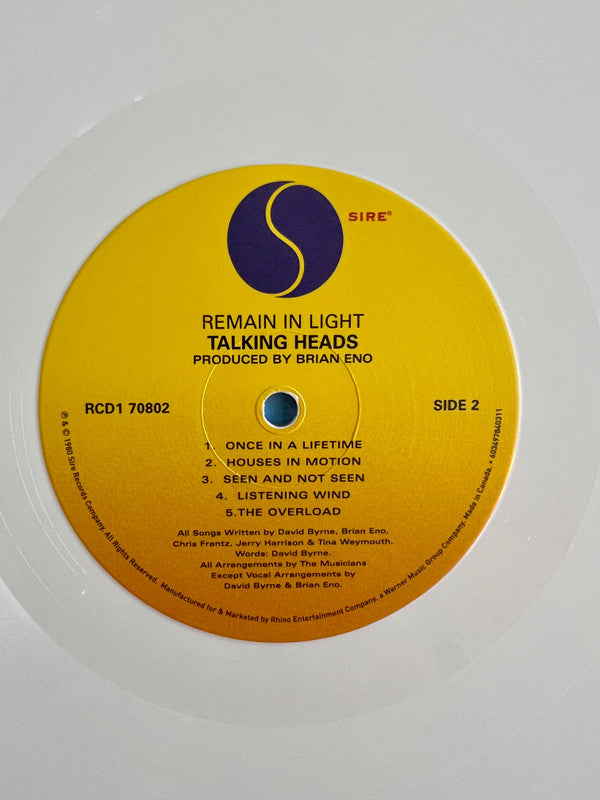 SIRE®
REMAIN IN LIGHT
TALKING HEADS
PRODUCED BY BRIAN ENO
RCD1 70802
SIDE 2
1. ONCE IN A LIFETIME
2. HOUSES IN MOTION
3. SEEN AND NOT SEEN
4. LISTENING WIND
5.THE OVERLOAD
All Songs Written by David Byrne, Brian Eno,
Chris Frantz, Jerry Harrison & Tina Weymouth.
Words: David Byrne.
All Arrangements by The Musicians
Except Vocal Arrangements by
David Byrne & Brian Eno.
℗ & © 1980 Sire Records Company. All Rights Reserved. Manufactured for & Marketed by Rhino Entertainment Company, a Warner Music Group Company. Made in Canada. • 603497840311